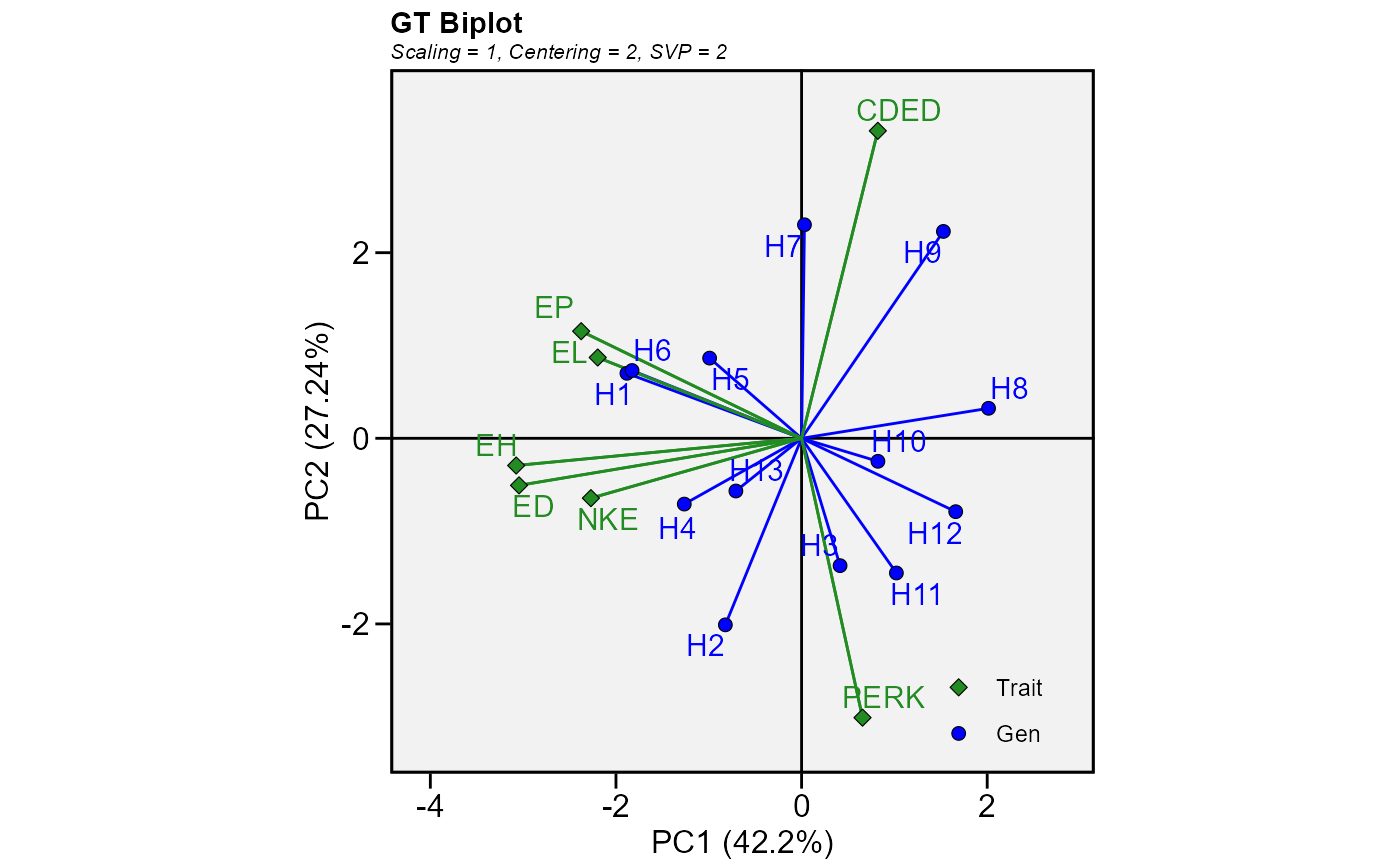 GT Biplot
Scaling = 1, Centering = 2, SVP = 2
CDED
H7
H9
EP
EL
H6
H1
H5
H8
EH
H10
H13
ED
NKE
H4
H12
H3
H11
H2
PERK
Trait
Gen
2
0
-2
-4
-2
0
2
PC1 (42.2%)
PC2 (27.24%)